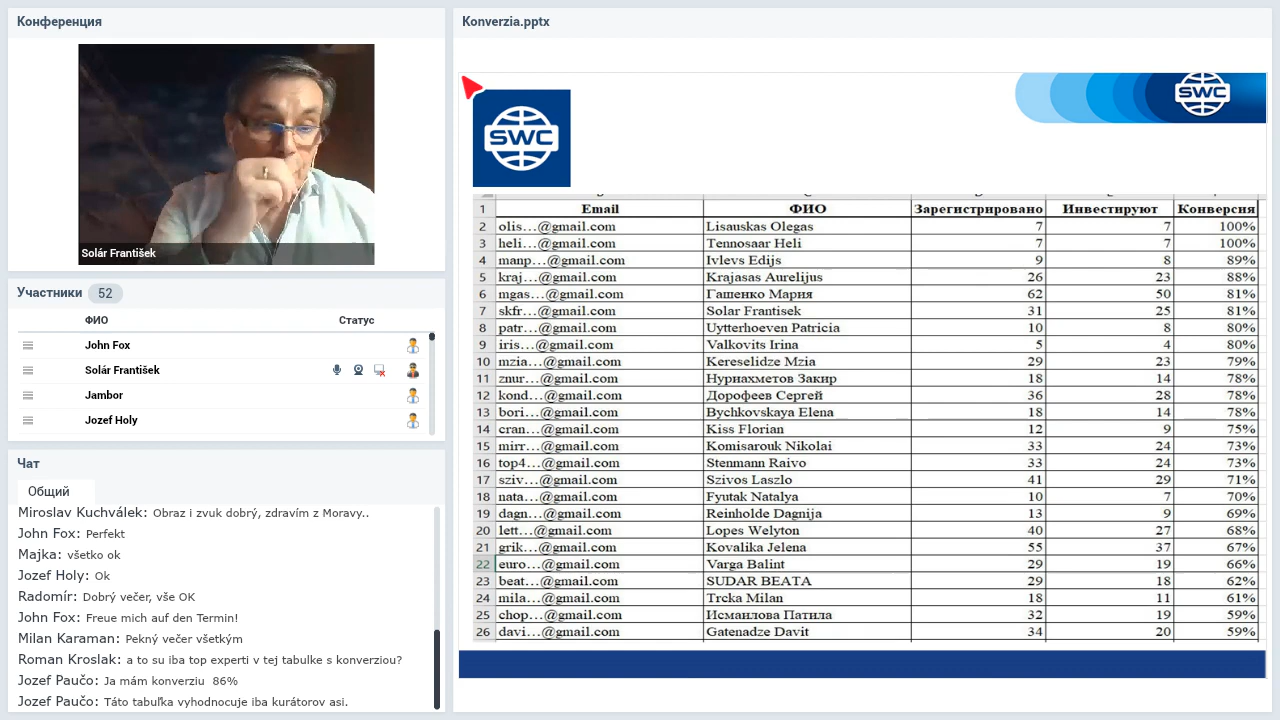 Конференция
Solár František
Участники 52
ФИО Статус
John Fox
Solár František
Jambor
Jozef Holy
Чат
Общий
Miroslav Kuchválek: Obraz i zvuk dobrý, zdravím z Moravy..
John Fox: Perfekt
Majka: všetko ok
Jozef Holy: Ok
Radomír: Dobrý večer, vše OK
John Fox: Freue mich auf den Termin!
Milan Karaman: Pekný večer všetkým
Roman Kroslak: a to su iba top experti v tej tabulke s konverziou?
Jozef Paučo: Ja mám konverziu 86%
Jozef Paučo: Táto tabuľka vyhodnocuje iba kurátorov asi.
Konverzia.pptx
SWC
SWC
1 Email ФИО Зарегистрировано Инвестируют Конверсия
2 olis…@gmail.com Lisauskas Olegas 7 7 100%
3 heli…@gmail.com Tennosaar Heli 7 7 100%
4 manp…@gmail.com Ivlevs Edijs 9 8 89%
5 kraj…@gmail.com Krajasas Aurelijus 26 23 88%
6 mgas…@gmail.com Гашенко Мария 62 50 81%
7 skfr…@gmail.com Solar Frantisek 31 25 81%
8 patr…@gmail.com Uytterhoeven Patricia 10 8 80%
9 iris…@gmail.com Valkovits Irina 5 4 80%
10 mzia…@gmail.com Kereselidze Mzia 29 23 79%
11 znur…@gmail.com Нуриахметов Закир 18 14 78%
12 kond…@gmail.com Дорофеев Сергей 36 28 78%
13 bori…@gmail.com Bychkovskaya Elena 18 14 78%
14 cran…@gmail.com Kiss Florian 12 9 75%
15 mirr…@gmail.com Komisarouk Nikolai 33 24 73%
16 top4…@gmail.com Stenmann Raivo 33 24 73%
17 sziv…@gmail.com Szivos Laszlo 41 29 71%
18 nata…@gmail.com Fyutak Natalya 10 7 70%
19 dagn…@gmail.com Reinholde Dagnija 13 9 69%
20 lett…@gmail.com Lopes Welyton 40 27 68%
21 grik…@gmail.com Kovalika Jelena 55 37 67%
22 euro…@gmail.com Varga Balint 29 19 66%
23 beat…@gmail.com SUDAR BEATA 29 18 62%
24 mila…@gmail.com Trcka Milan 18 11 61%
25 chop…@gmail.com Исмаилова Патила 32 19 59%
26 davi…@gmail.com Gatenadze Davit 34 20 59%